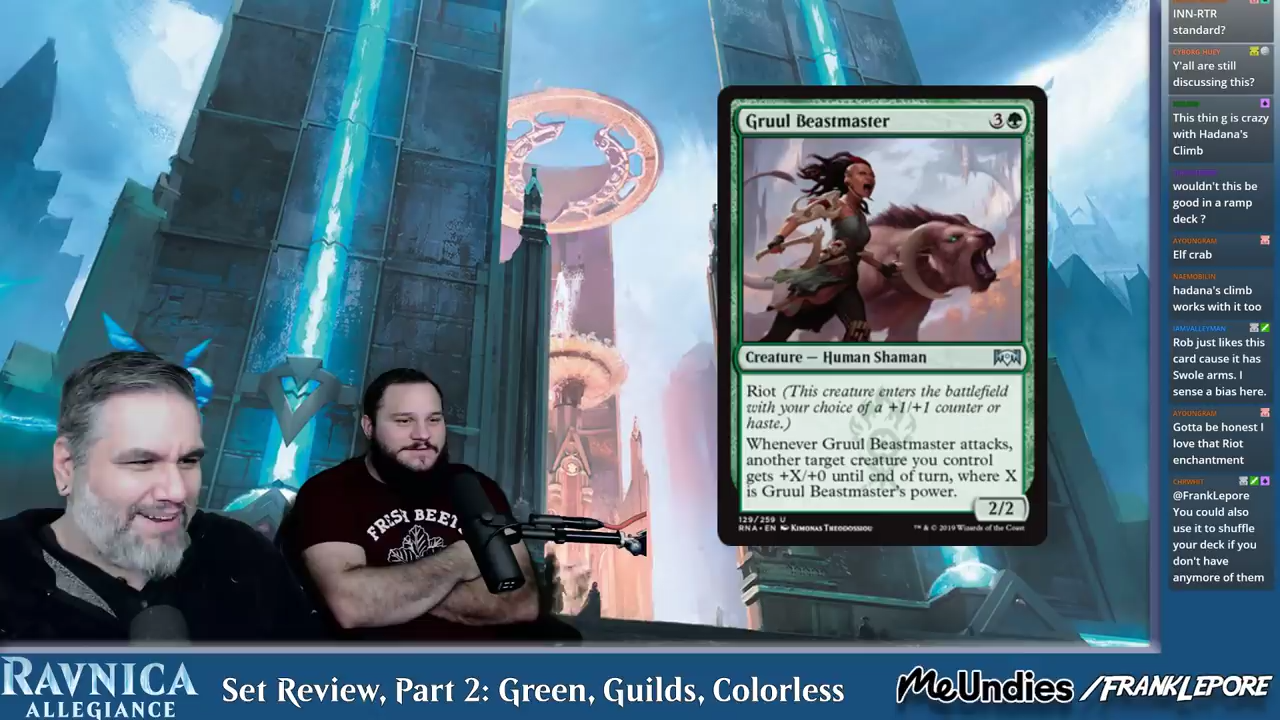 INN-RTR
standard?
CYBORG-HUEY
Y'all are still
discussing this?
This thin g is crazy
with Hadana's
Climb
wouldn't this be
good in a ramp
deck ?
AYOUNGRAM
Elf crab
NAEMOBILIN
hadana's climb
works with it too
IAMVALLEYMAN
Rob just likes this
card cause it has
Swole arms. I
sense a bias here.
AYOUNGRAM
Gotta be honest I
love that Riot
enchantment
@FrankLepore
You could also
use it to shuffle
your deck if you
don't have
anymore of them
Gruul Beastmaster 3
Creature — Human Shaman
Riot (This creature enters the battlefield
with your choice of a +1/+1 counter or
haste.)
Whenever Gruul Beastmaster attacks,
another target creature you control
gets +X/+0 until end of turn, where X
is Gruul Beastmaster's power.
2/2
129/259 U
RNA • EN Kimonas Theodossiou
™ & © 2019 Wizards of the Coast
FRISK BEET
RAVNICA
ALLEGIANCE
Set Review, Part 2: Green, Guilds, Colorless
MeUndies /FRANKLEPORE